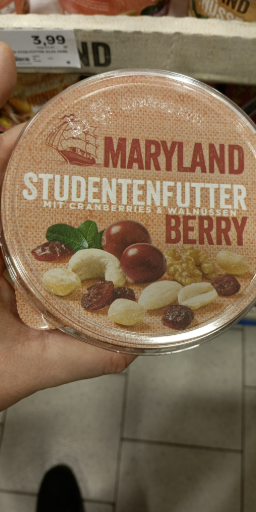 3,99
ND
MARYLAND
STUDENTENFUTTER
MIT CRANBERRIES & WALNÜSSEN
BERRY